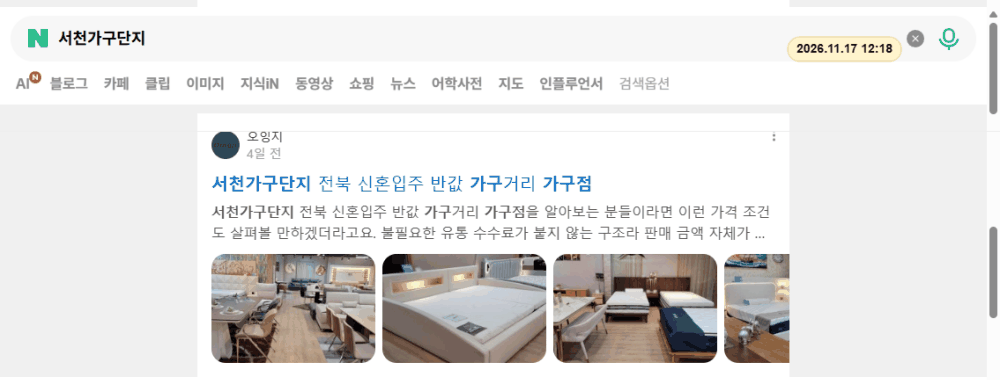 서천가구단지
2026.11.17 12:18
AI N 블로그 카페 클립 이미지 지식iN 동영상 쇼핑 뉴스 어학사전 지도 인플루언서 검색옵션
오잉지
4일 전
서천가구단지 전북 신혼입주 반값 가구거리 가구점
서천가구단지 전북 신혼입주 반값 가구거리 가구점을 알아보는 분들이라면 이런 가격 조건
도 살펴볼 만하겠더라고요. 불필요한 유통 수수료가 붙지 않는 구조라 판매 금액 자체가 ...